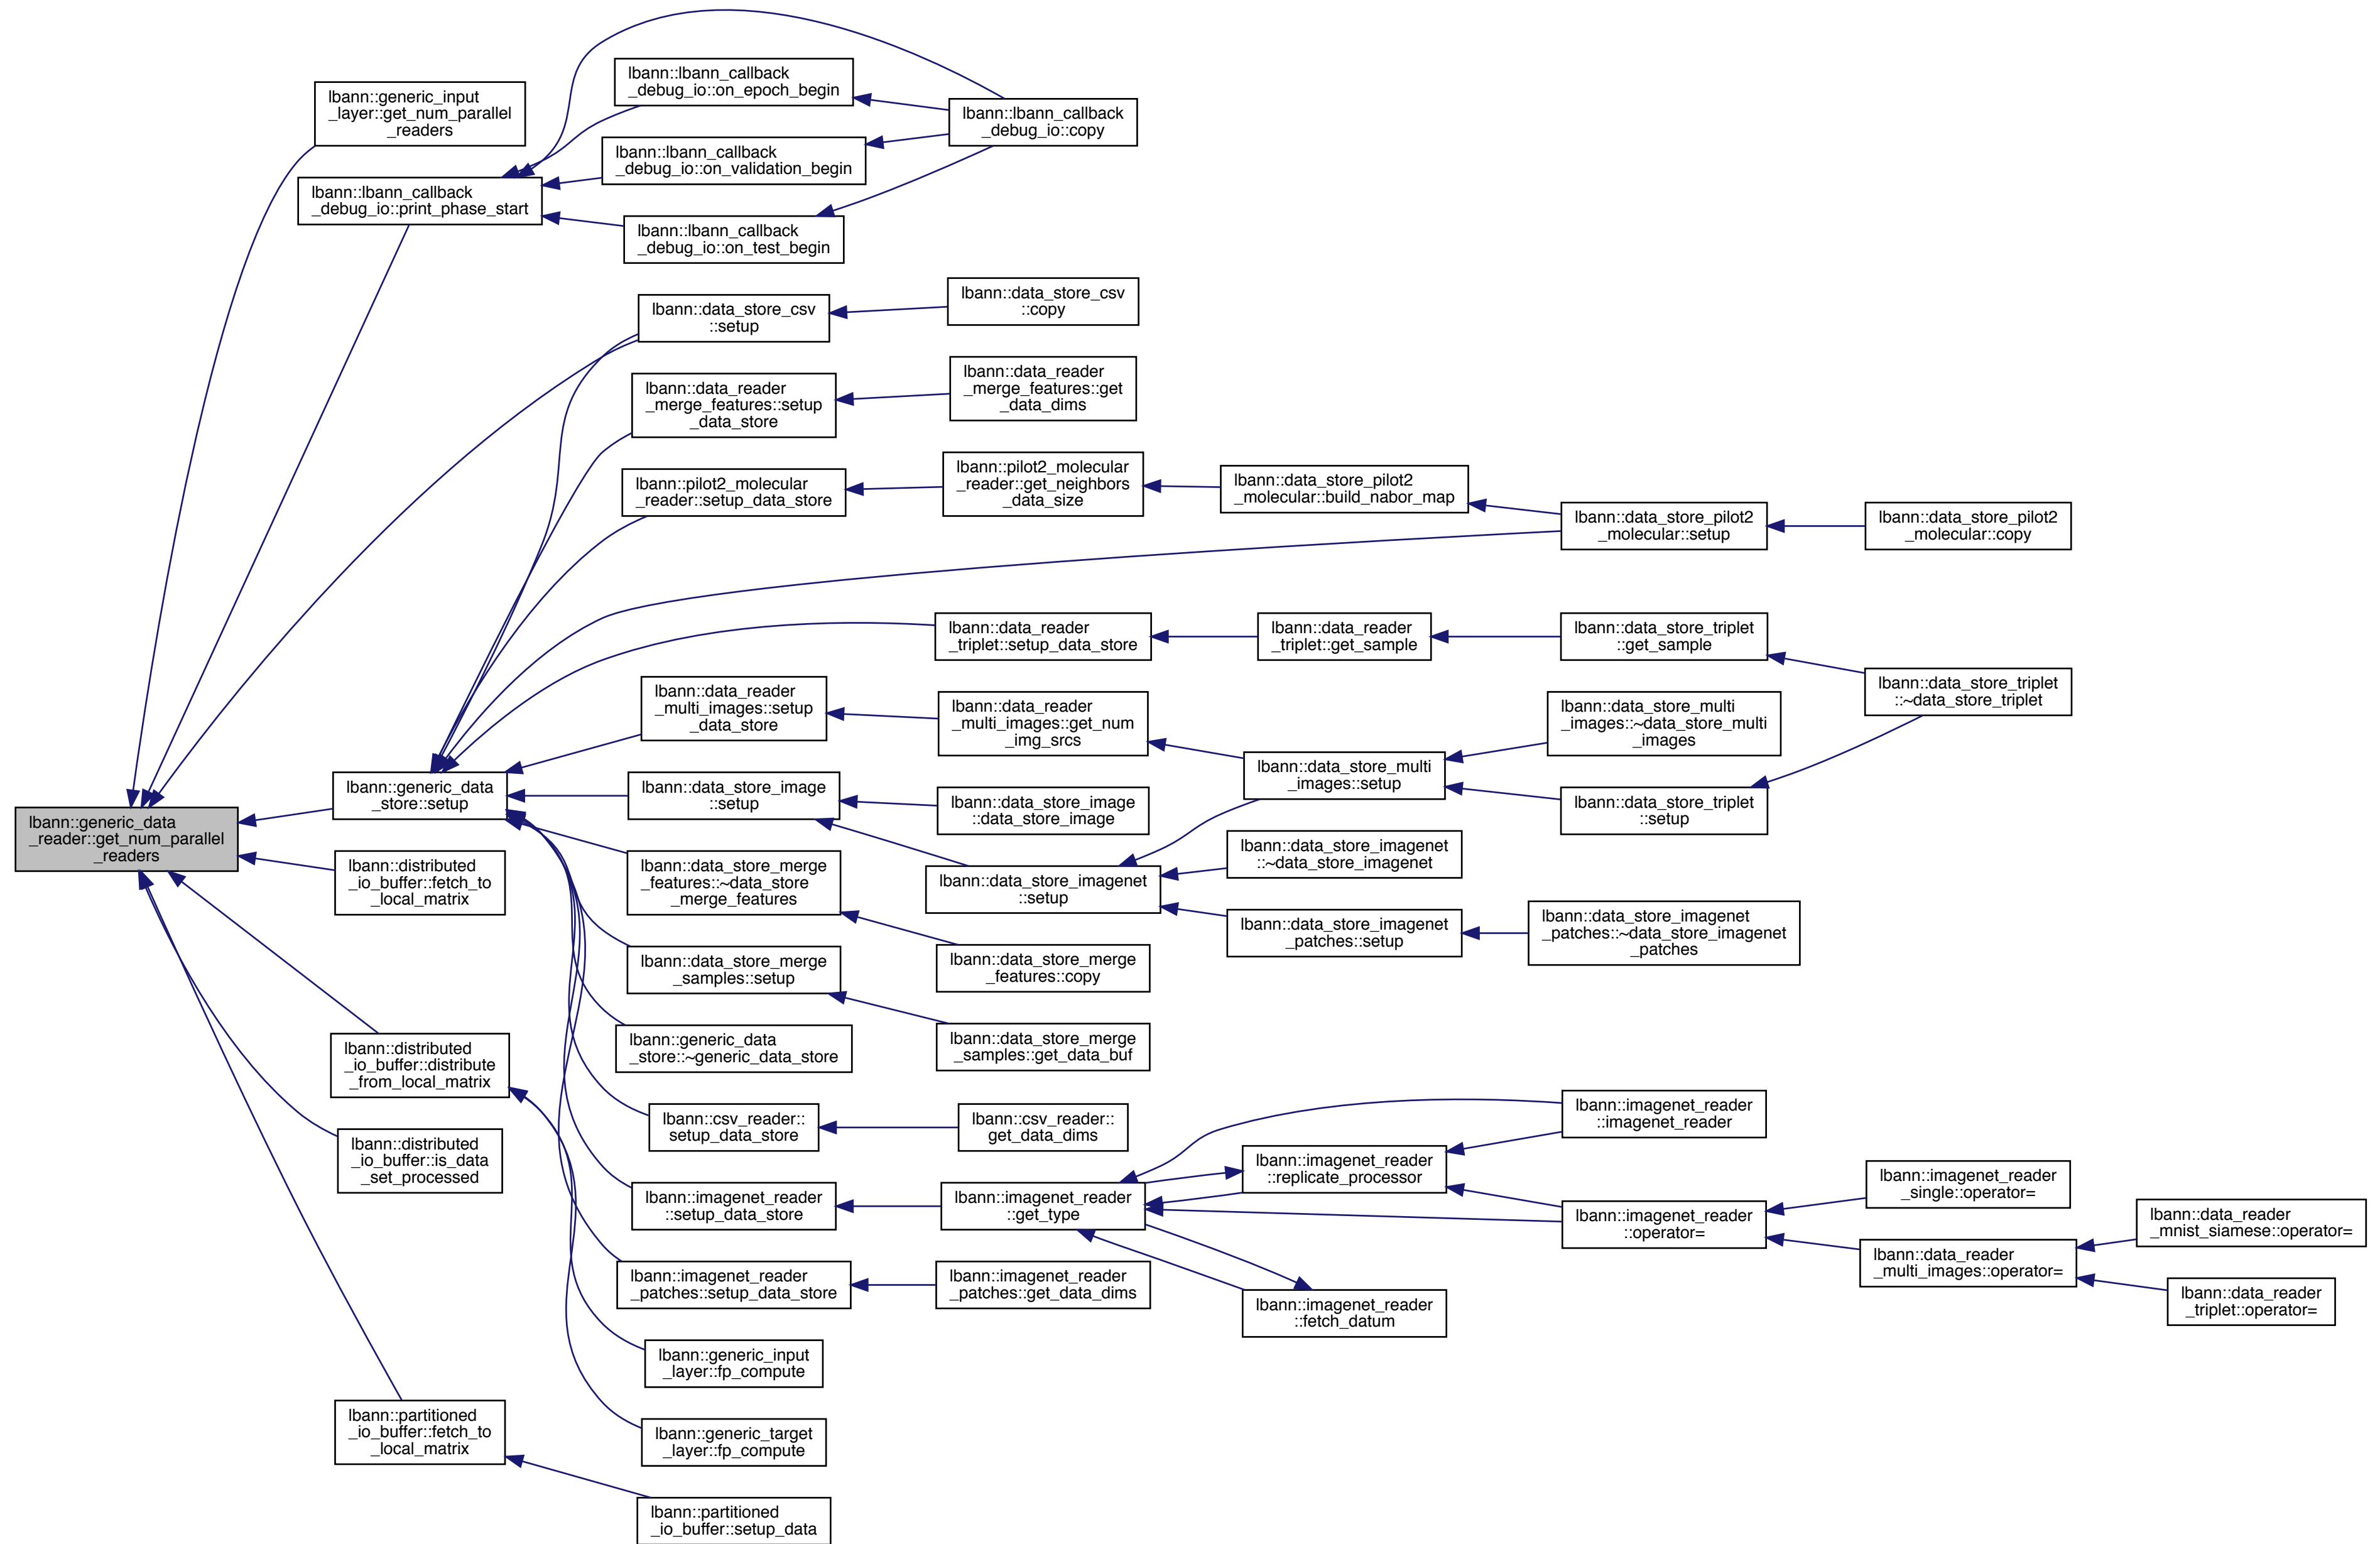 lbann::generic_data
_reader::get_num_parallel
_readers
lbann::generic_input
_layer::get_num_parallel
_readers
lbann::lbann_callback
_debug_io::print_phase_start
lbann::generic_data
_store::setup
lbann::distributed
_io_buffer::fetch_to
_local_matrix
lbann::distributed
_io_buffer::distribute
_from_local_matrix
lbann::distributed
_io_buffer::is_data
_set_processed
lbann::partitioned
_io_buffer::fetch_to
_local_matrix
lbann::lbann_callback
_debug_io::on_epoch_begin
lbann::lbann_callback
_debug_io::on_validation_begin
lbann::lbann_callback
_debug_io::on_test_begin
lbann::data_store_csv
::setup
lbann::data_reader
_merge_features::setup
_data_store
lbann::pilot2_molecular
_reader::setup_data_store
lbann::data_reader
_multi_images::setup
_data_store
lbann::data_store_image
::setup
lbann::data_store_merge
_features::~data_store
_merge_features
lbann::data_store_merge
_samples::setup
lbann::generic_data
_store::~generic_data_store
lbann::csv_reader::
setup_data_store
lbann::imagenet_reader
::setup_data_store
lbann::imagenet_reader
_patches::setup_data_store
lbann::generic_input
_layer::fp_compute
lbann::generic_target
_layer::fp_compute
lbann::partitioned
_io_buffer::setup_data
lbann::lbann_callback
_debug_io::copy
lbann::data_store_csv
::copy
lbann::data_reader
_merge_features::get
_data_dims
lbann::pilot2_molecular
_reader::get_neighbors
_data_size
lbann::data_reader
_triplet::setup_data_store
lbann::data_reader
_multi_images::get_num
_img_srcs
lbann::data_store_image
::data_store_image
lbann::data_store_imagenet
::setup
lbann::data_store_merge
_features::copy
lbann::data_store_merge
_samples::get_data_buf
lbann::csv_reader::
get_data_dims
lbann::imagenet_reader
::get_type
lbann::imagenet_reader
_patches::get_data_dims
lbann::data_store_pilot2
_molecular::build_nabor_map
lbann::data_reader
_triplet::get_sample
lbann::data_store_multi
_images::setup
lbann::data_store_imagenet
::~data_store_imagenet
lbann::data_store_imagenet
_patches::setup
lbann::imagenet_reader
::replicate_processor
lbann::imagenet_reader
::fetch_datum
lbann::data_store_pilot2
_molecular::setup
lbann::data_store_triplet
::get_sample
lbann::data_store_multi
_images::~data_store_multi
_images
lbann::data_store_triplet
::setup
lbann::data_store_imagenet
_patches::~data_store_imagenet
_patches
lbann::imagenet_reader
::imagenet_reader
lbann::imagenet_reader
::operator=
lbann::data_store_pilot2
_molecular::copy
lbann::data_store_triplet
::~data_store_triplet
lbann::imagenet_reader
_single::operator=
lbann::data_reader
_multi_images::operator=
lbann::data_reader
_mnist_siamese::operator=
lbann::data_reader
_triplet::operator=